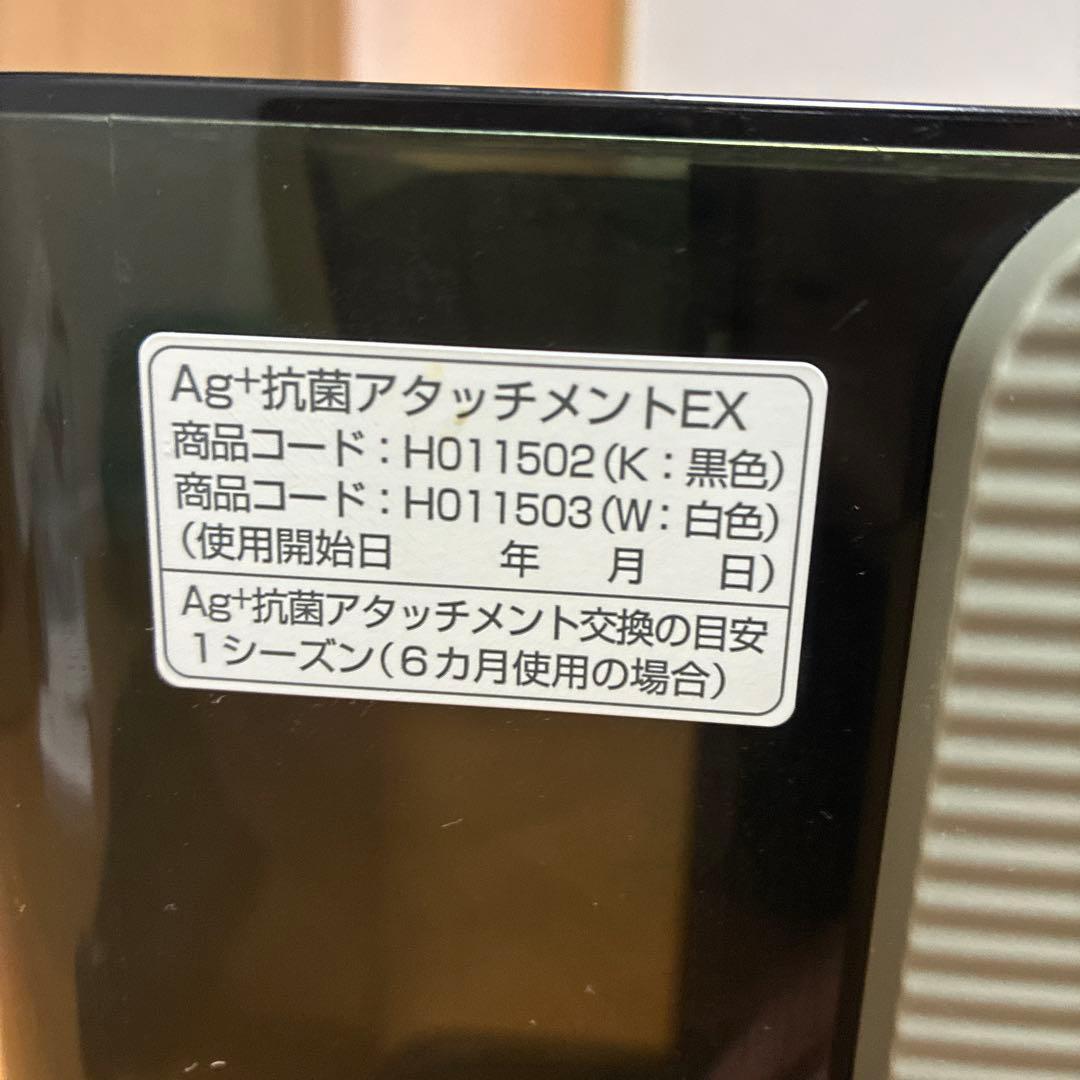 Ag⁺抗菌アタッチメントEX
商品コード：H011502（K：黒色）
商品コード：H011503（W：白色）
（使用開始日　　　年　　月　　日）
Ag⁺抗菌アタッチメント交換の目安
1シーズン（6カ月使用の場合）